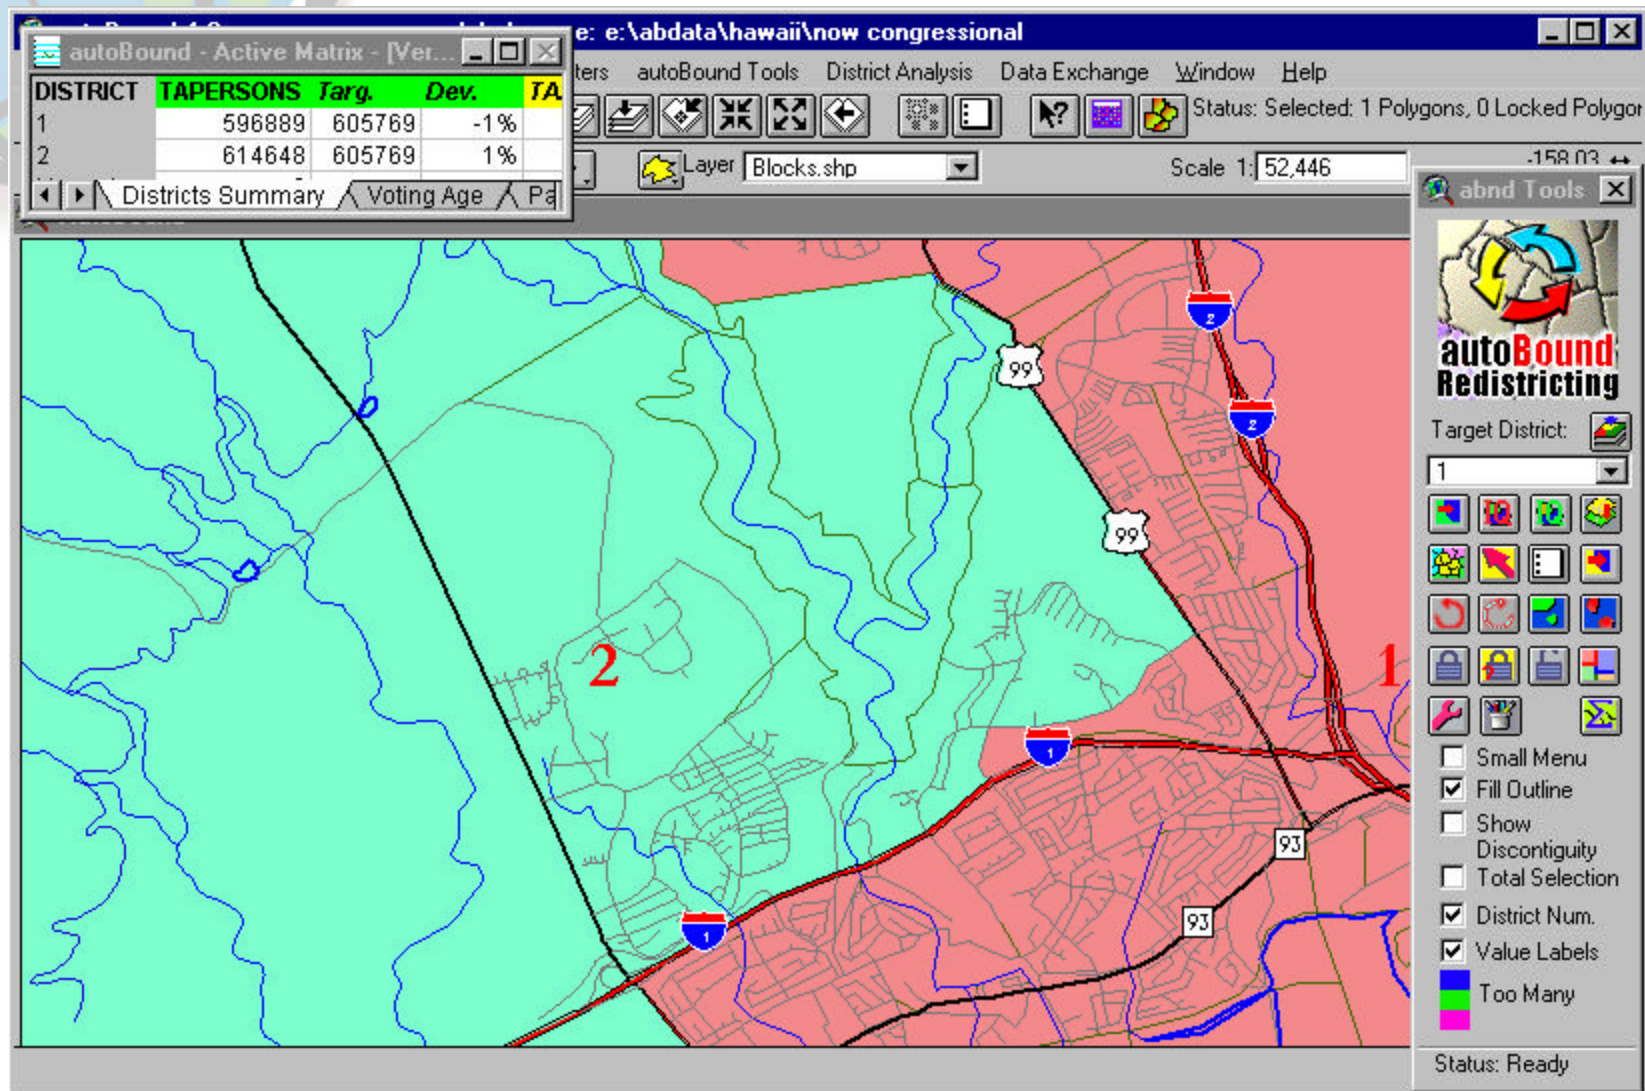 e: e:\abdata\hawaii\now congressional
autoBound - Active Matrix - [Ver...
DISTRICT TAPERSONS Targ. Dev. TA
1 596889 605769 -1%
2 614648 605769 1%
Districts Summary Voting Age Pa
ters autoBound Tools District Analysis Data Exchange Window Help
Status: Selected: 1 Polygons, 0 Locked Polygor
Layer Blocks.shp Scale 1: 52,446
-158.03
abnd Tools
autoBound
Redistricting
Target District:
1
Small Menu
Fill Outline
Show
Discontiguity
Total Selection
District Num.
Value Labels
Too Many
Status: Ready
2
99
2
99
2
1
1
93
93
1